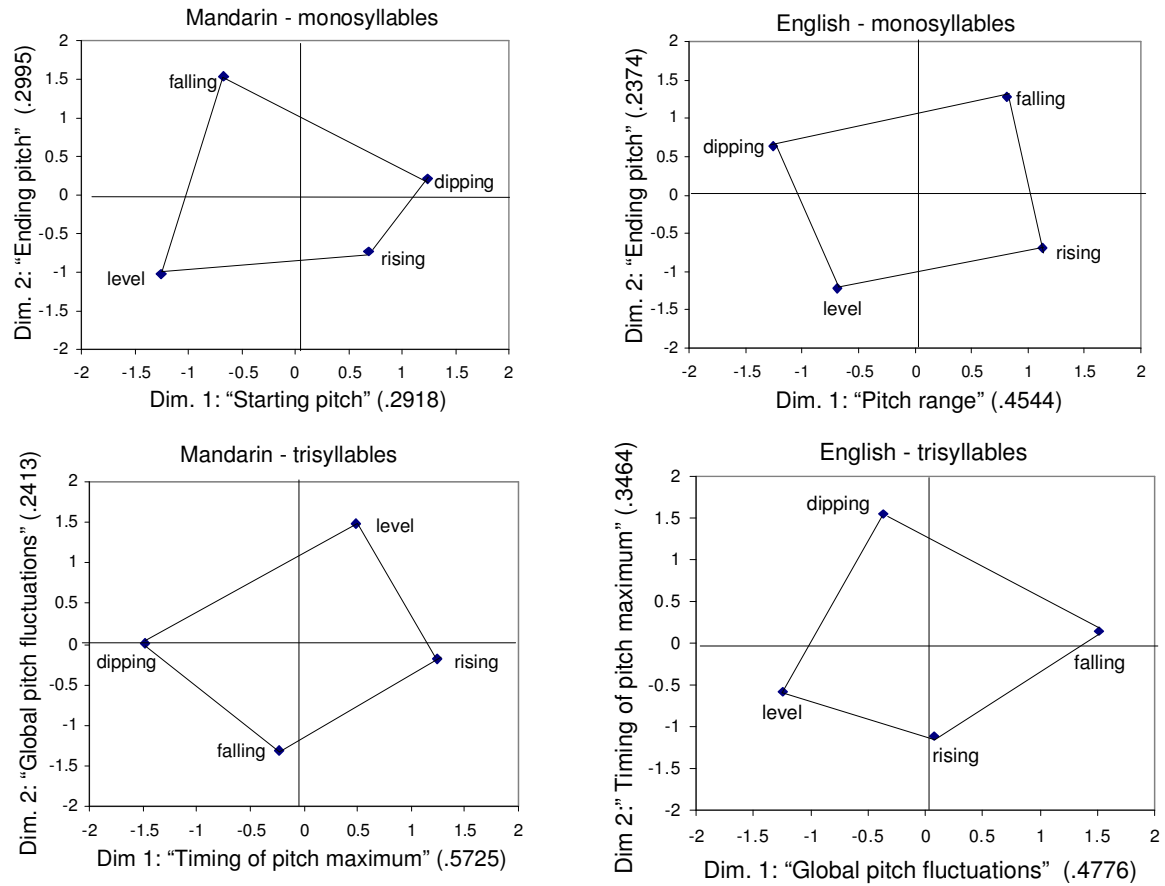 Mandarin - monosyllables
Dim. 2: “Ending pitch” (.2995)
2
1.5
1
0.5
0
-0.5
-1
-1.5
-2
falling
dipping
rising
level
-2 -1.5 -1 -0.5 0 0.5 1 1.5 2
Dim. 1: “Starting pitch” (.2918)
English - monosyllables
Dim. 2: “Ending pitch” (.2374)
2
1.5
1
0.5
0
-0.5
-1
-1.5
-2
falling
dipping
rising
level
-2 -1.5 -1 -0.5 0 0.5 1 1.5 2
Dim. 1: “Pitch range” (.4544)
Mandarin - trisyllables
Dim. 2: “Global pitch fluctuations” (.2413)
2
1.5
1
0.5
0
-0.5
-1
-1.5
-2
level
dipping
rising
falling
-2 -1.5 -1 -0.5 0 0.5 1 1.5 2
Dim 1: “Timing of pitch maximum” (.5725)
English - trisyllables
Dim 2:” Timing of pitch maximum” (.3464)
2
1.5
1
0.5
0
-0.5
-1
-1.5
-2
dipping
falling
level
rising
-2 -1.5 -1 -0.5 0 0.5 1 1.5 2
Dim. 1: “Global pitch fluctuations” (.4776)